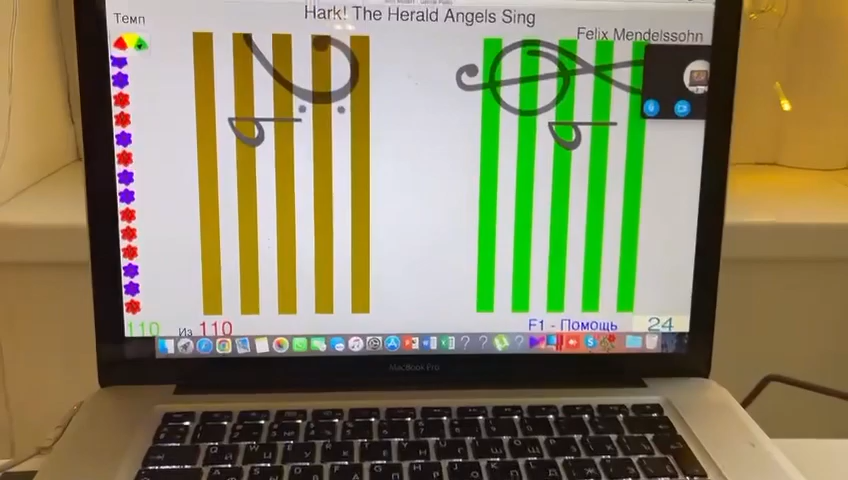 Hark! The Herald Angels Sing
Темп
Felix Mendelssohn
110 Из 110
F1 - Помощь
24
MacBook Pro